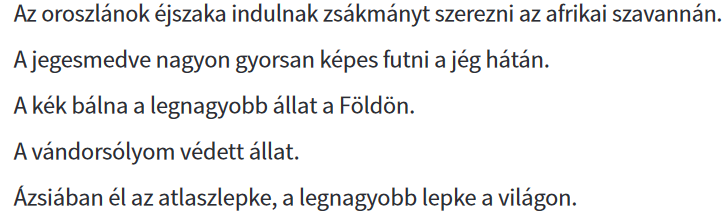 Az oroszlánok éjszaka indulnak zsákmányt szerezni az afrikai szavannán.
A jegesmedve nagyon gyorsan képes futni a jég hátán.
A kék bálna a legnagyobb állat a Földön.
A vándorsólyom védett állat.
Ázsiában él az atlaszlepke, a legnagyobb lepke a világon.